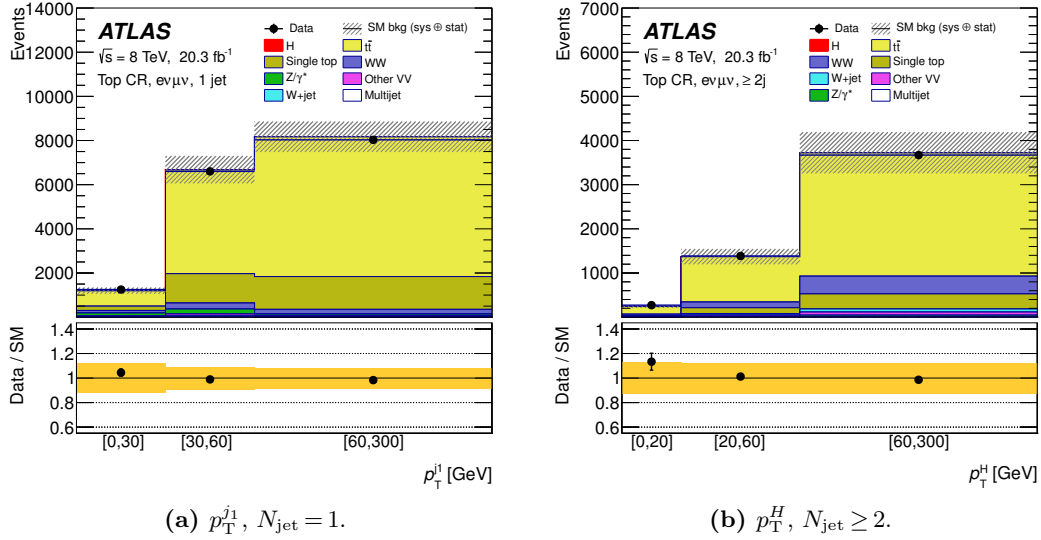 Events
14000
12000
10000
8000
6000
4000
2000
ATLAS
√s = 8 TeV, 20.3 fb⁻¹
Top CR, eνμν, 1 jet
Data
SM bkg (sys ⊕ stat)
H
tt̄
Single top
WW
Z/γ*
Other VV
W+jet
Multijet
Data / SM
1.4
1.2
1
0.8
0.6
[0,30]
[30,60]
[60,300]
p_T^j1 [GeV]
(a) p_T^{j_1}, N_jet = 1.
Events
7000
6000
5000
4000
3000
2000
1000
ATLAS
√s = 8 TeV, 20.3 fb⁻¹
Top CR, eνμν, ≥ 2j
Data
SM bkg (sys ⊕ stat)
H
tt̄
WW
Single top
W+jet
Other VV
Z/γ*
Multijet
Data / SM
1.4
1.2
1
0.8
0.6
[0,20]
[20,60]
[60,300]
p_T^H [GeV]
(b) p_T^H, N_jet ≥ 2.